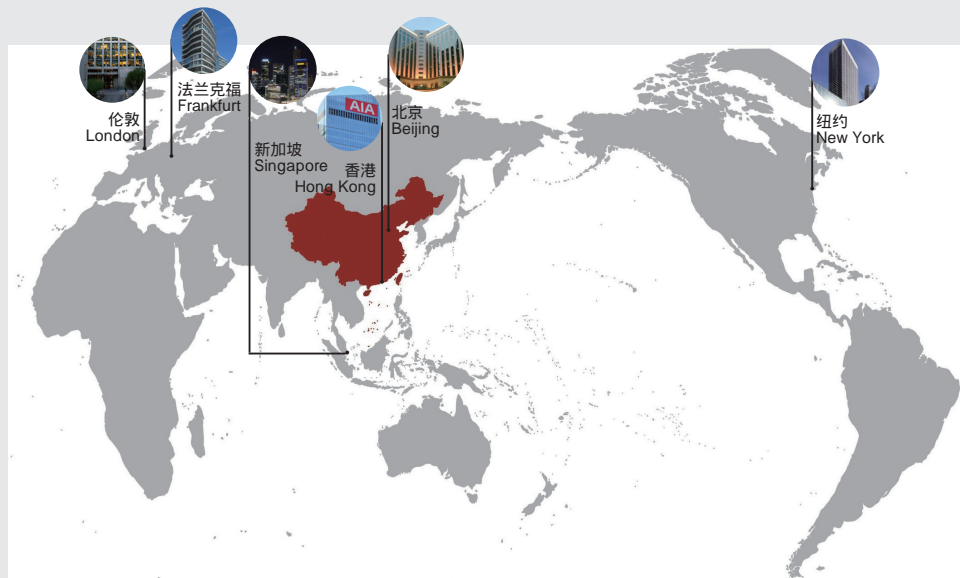 伦敦
London
法兰克福
Frankfurt
新加坡
Singapore
AIA
香港
Hong Kong
北京
Beijing
纽约
New York